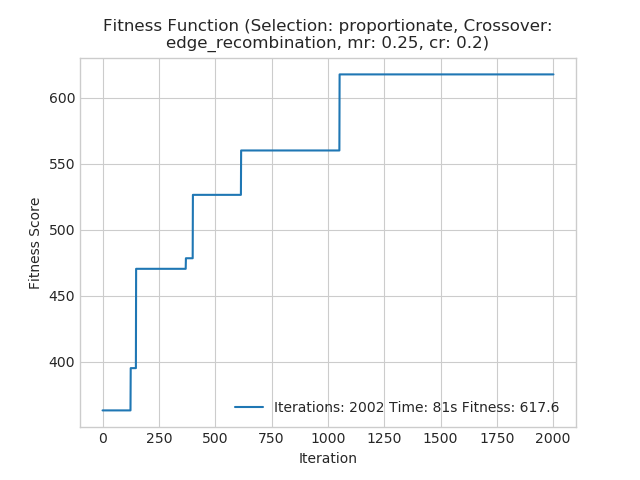 Fitness Function (Selection: proportionate, Crossover:
edge_recombination, mr: 0.25, cr: 0.2)
Fitness Score
600
550
500
450
400
Iterations: 2002 Time: 81s Fitness: 617.6
0 250 500 750 1000 1250 1500 1750 2000
Iteration